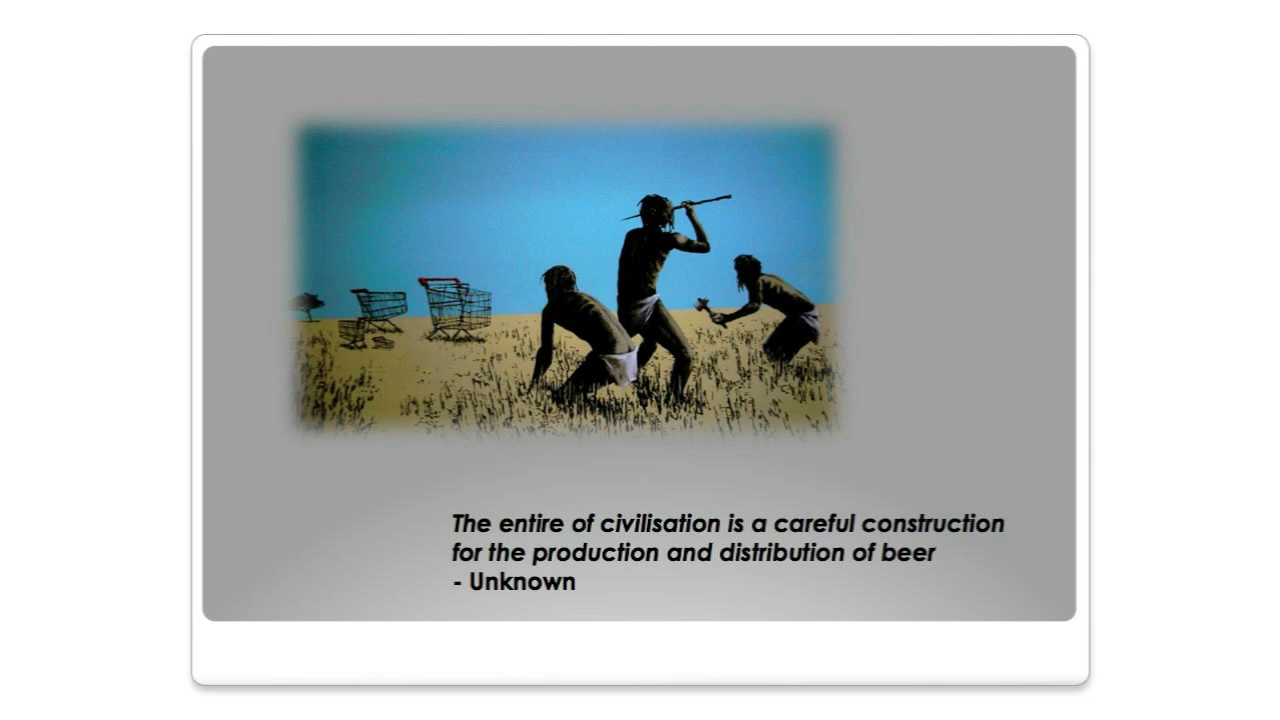 The entire of civilisation is a careful construction
for the production and distribution of beer
- Unknown